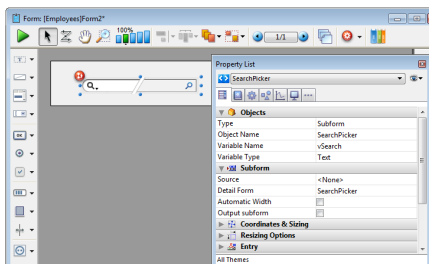 Form: [Employees]Form2*
100%
1/1
Property List
SearchPicker
Objects
Type Subform
Object Name SearchPicker
Variable Name vSearch
Variable Type Text
Subform
Source <None>
Detail Form SearchPicker
Automatic Width
Output subform
Coordinates & Sizing
Resizing Options
Entry
All Themes
OK